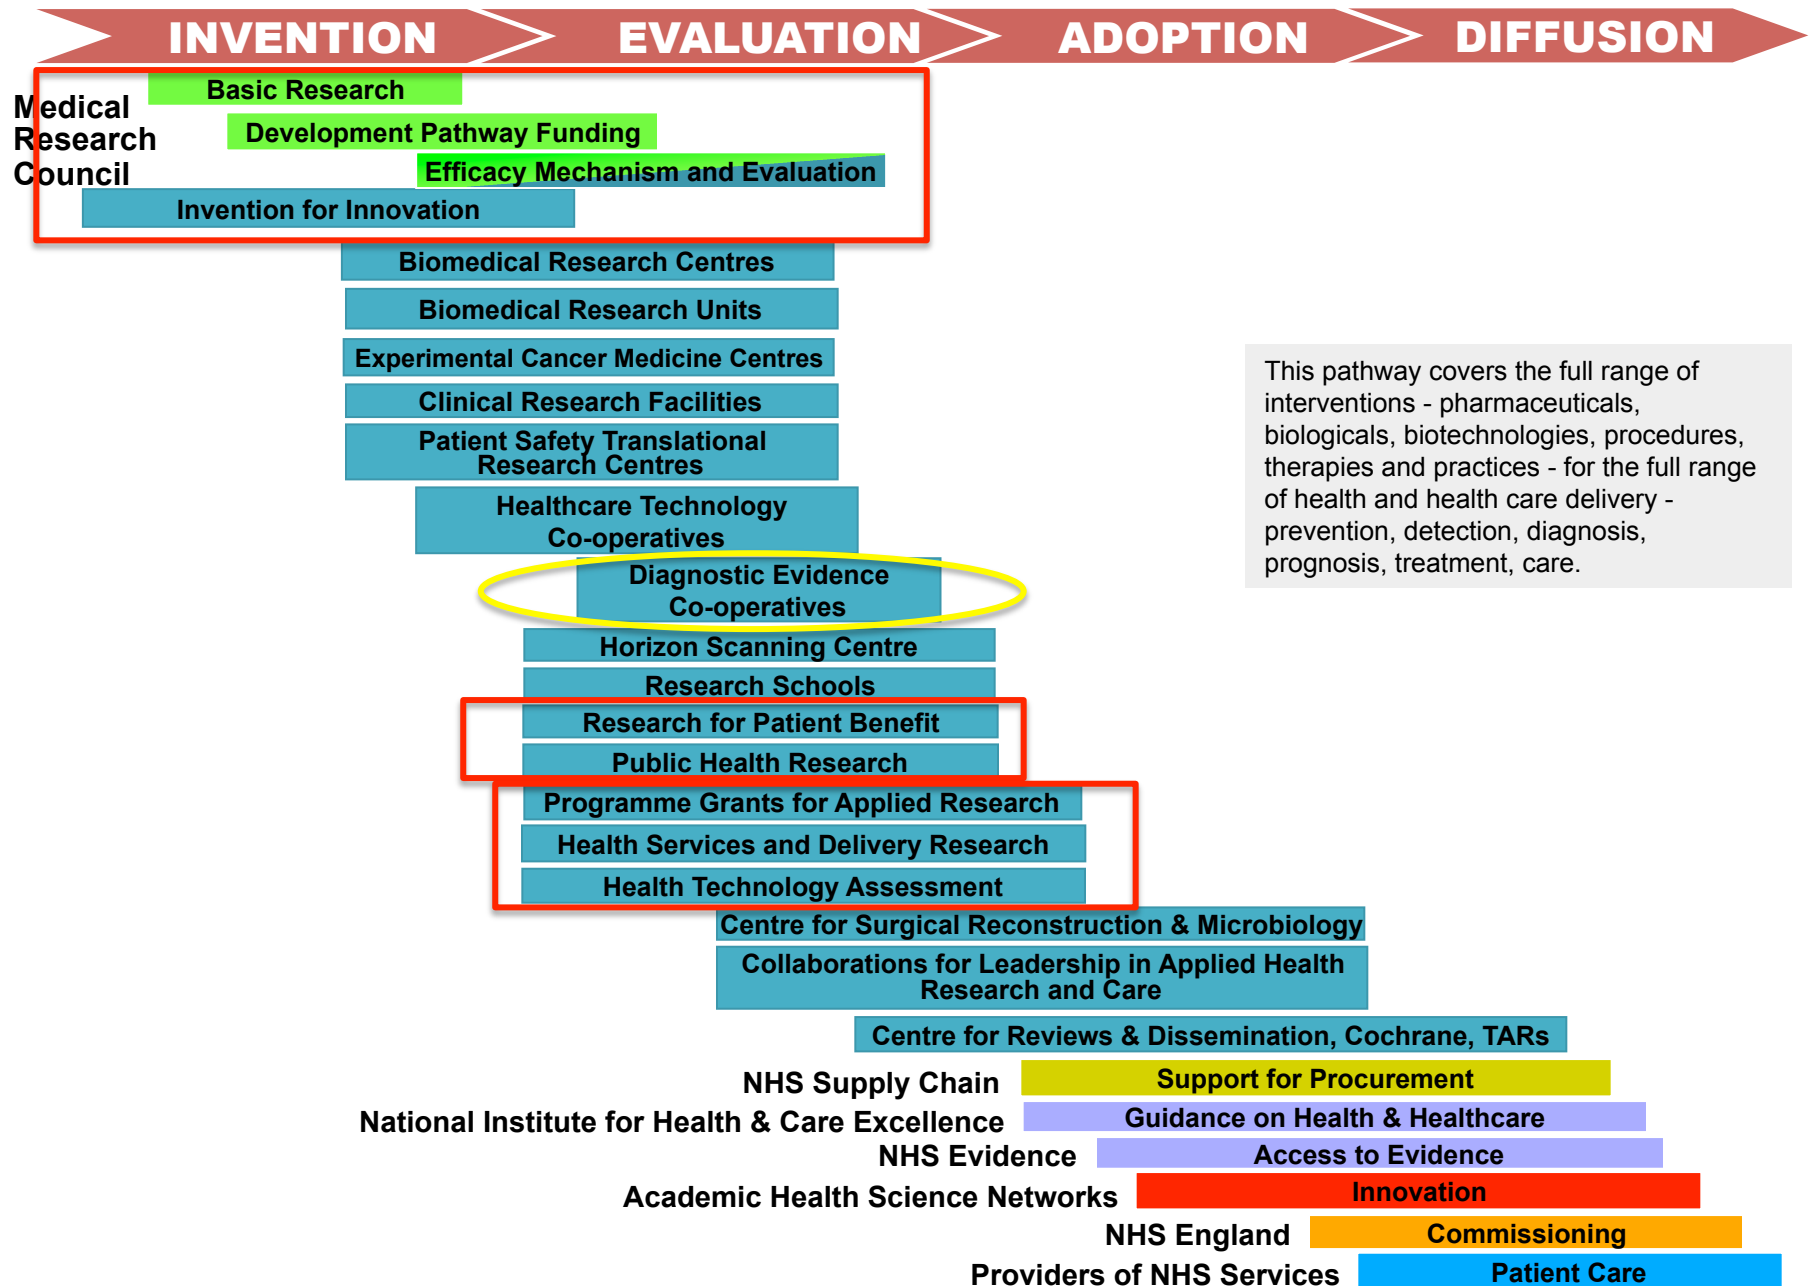 INVENTION EVALUATION ADOPTION DIFFUSION
Medical
Research
Council
Basic Research
Development Pathway Funding
Efficacy Mechanism and Evaluation
Invention for Innovation
Biomedical Research Centres
Biomedical Research Units
Experimental Cancer Medicine Centres
Clinical Research Facilities
Patient Safety Translational
Research Centres
Healthcare Technology
Co-operatives
Diagnostic Evidence
Co-operatives
Horizon Scanning Centre
Research Schools
Research for Patient Benefit
Public Health Research
Programme Grants for Applied Research
Health Services and Delivery Research
Health Technology Assessment
Centre for Surgical Reconstruction & Microbiology
Collaborations for Leadership in Applied Health
Research and Care
Centre for Reviews & Dissemination, Cochrane, TARs
This pathway covers the full range of
interventions - pharmaceuticals,
biologicals, biotechnologies, procedures,
therapies and practices - for the full range
of health and health care delivery -
prevention, detection, diagnosis,
prognosis, treatment, care.
NHS Supply Chain Support for Procurement
National Institute for Health & Care Excellence Guidance on Health & Healthcare
NHS Evidence Access to Evidence
Academic Health Science Networks Innovation
NHS England Commissioning
Providers of NHS Services Patient Care